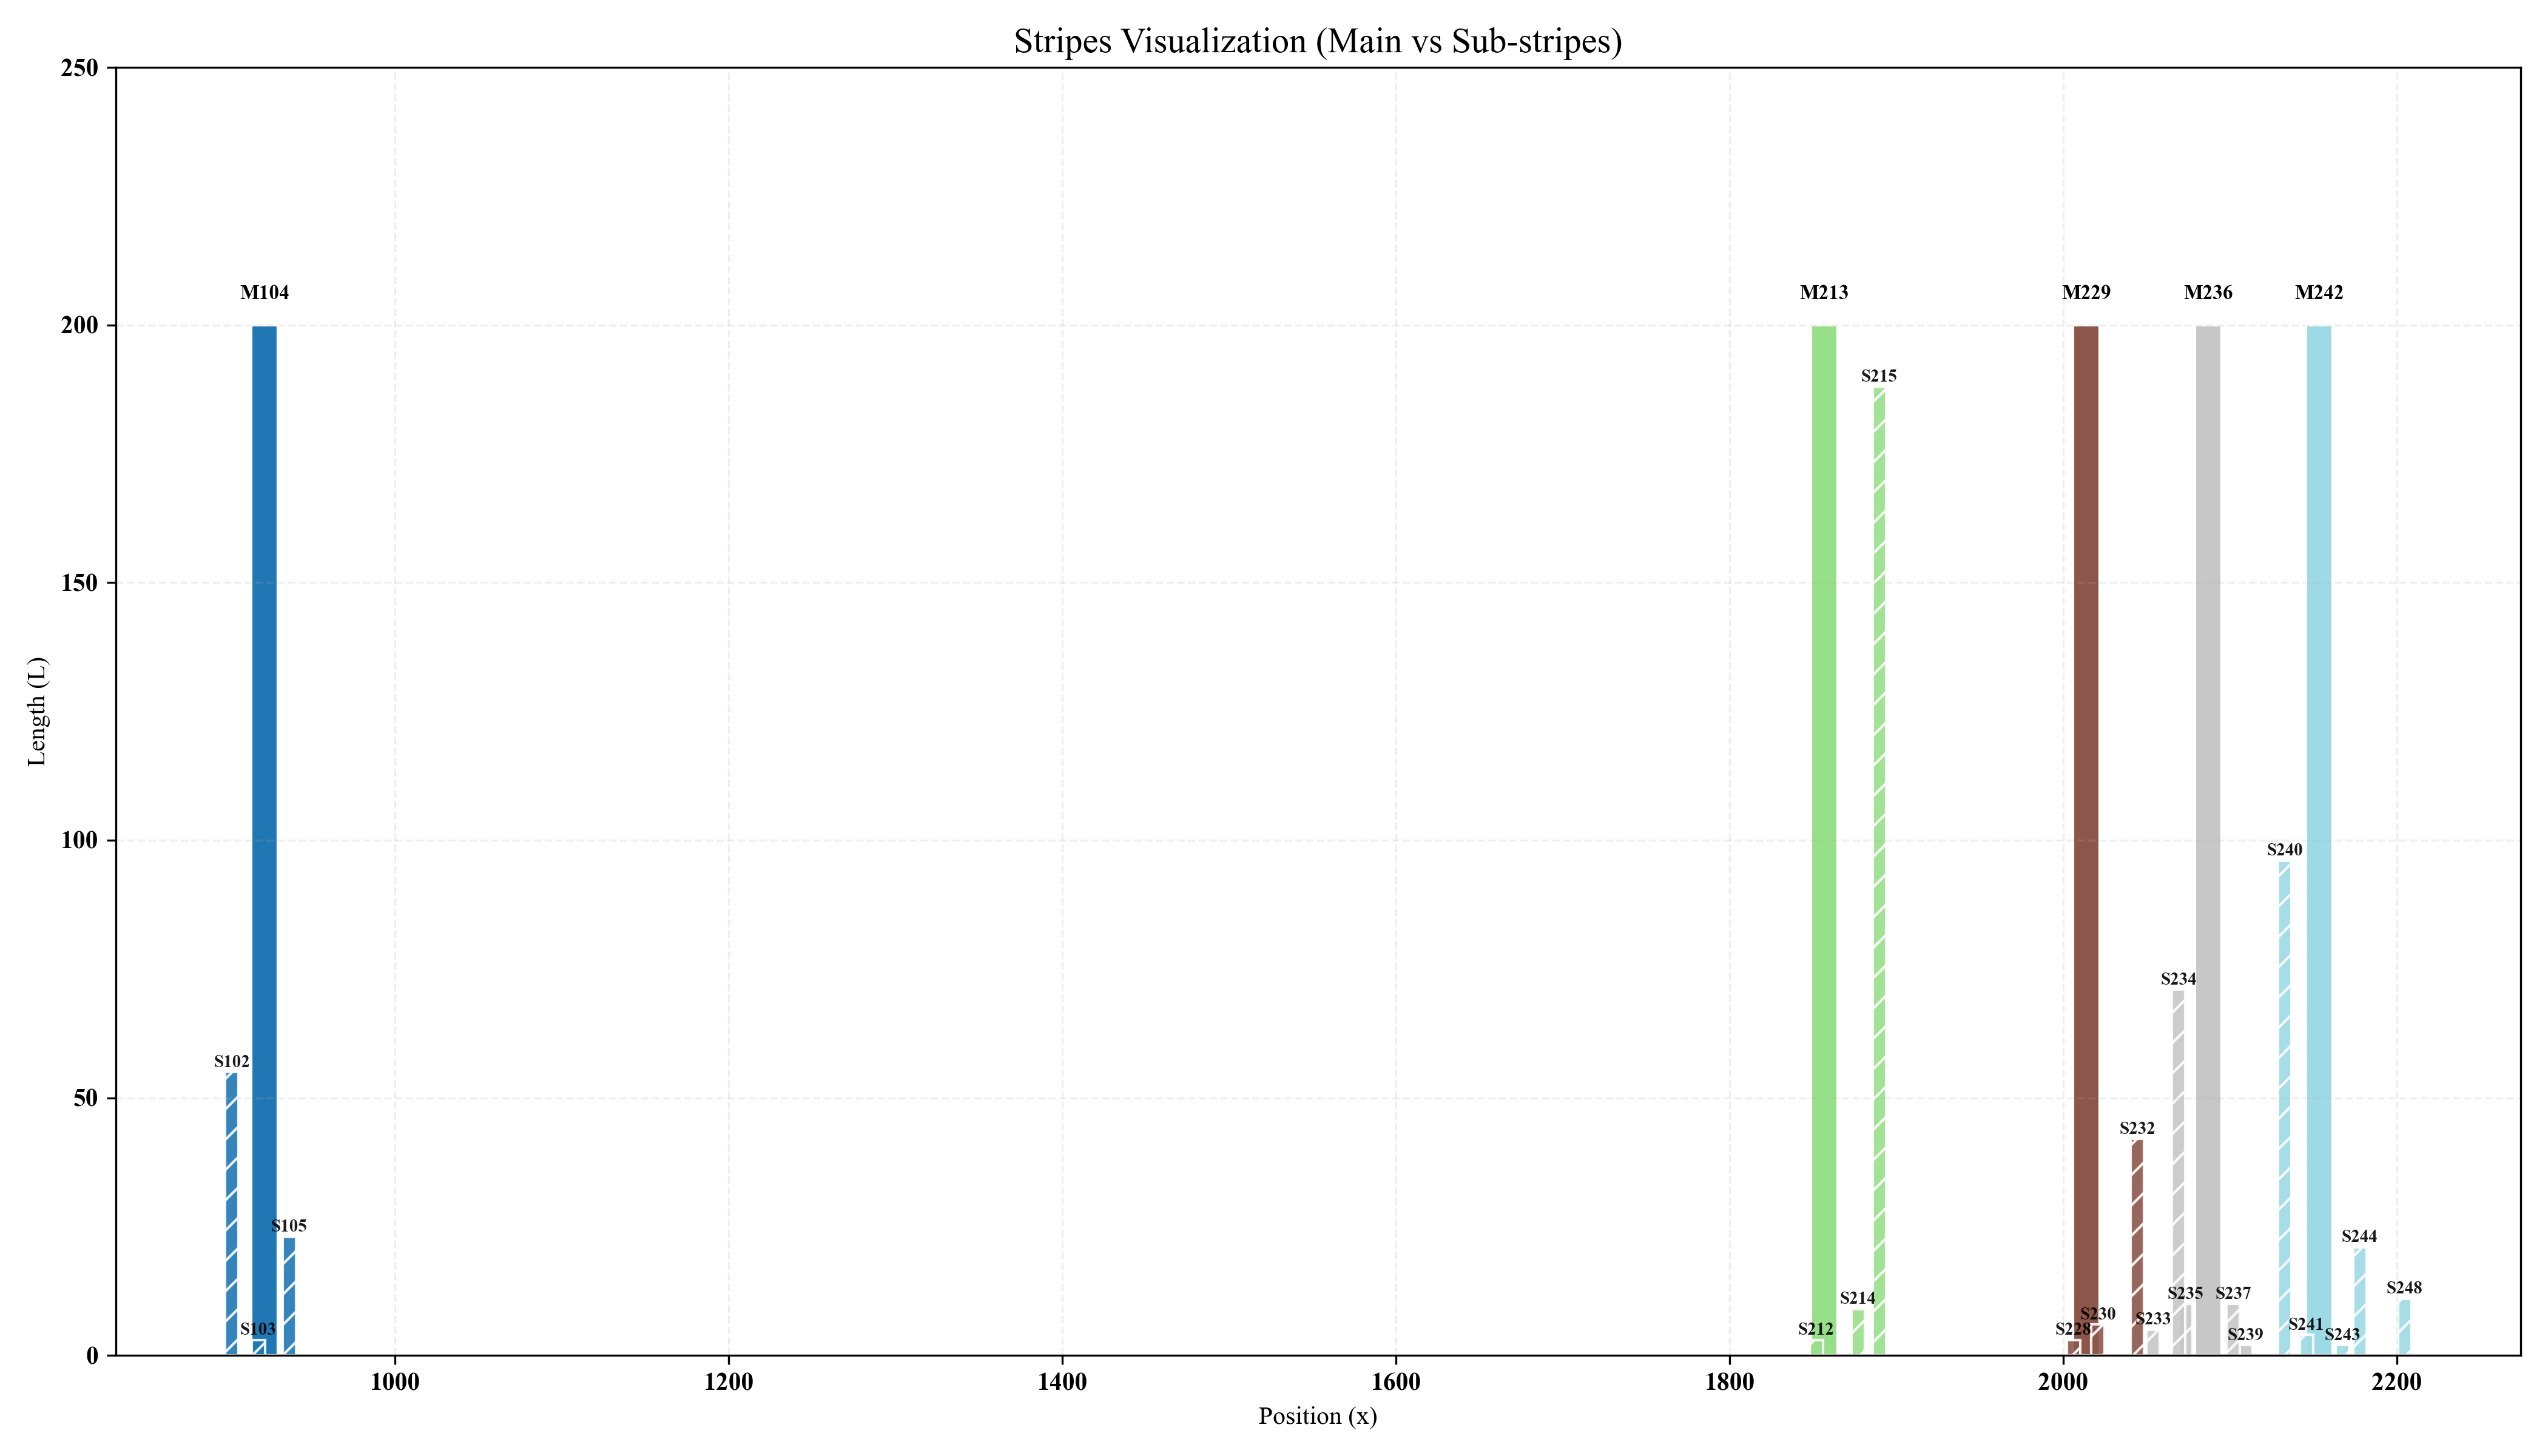 Stripes Visualization (Main vs Sub-stripes)
250
M104 M213 M229 M236 M242
200
S215
150
Length (L)
100
S240
S234
S102
50
S232
S105
S244
S248
S235 S237
S214
S230
S233
S241
S103 S212 S228
S239 S243
0
1000 1200 1400 1600 1800 2000 2200
Position (x)